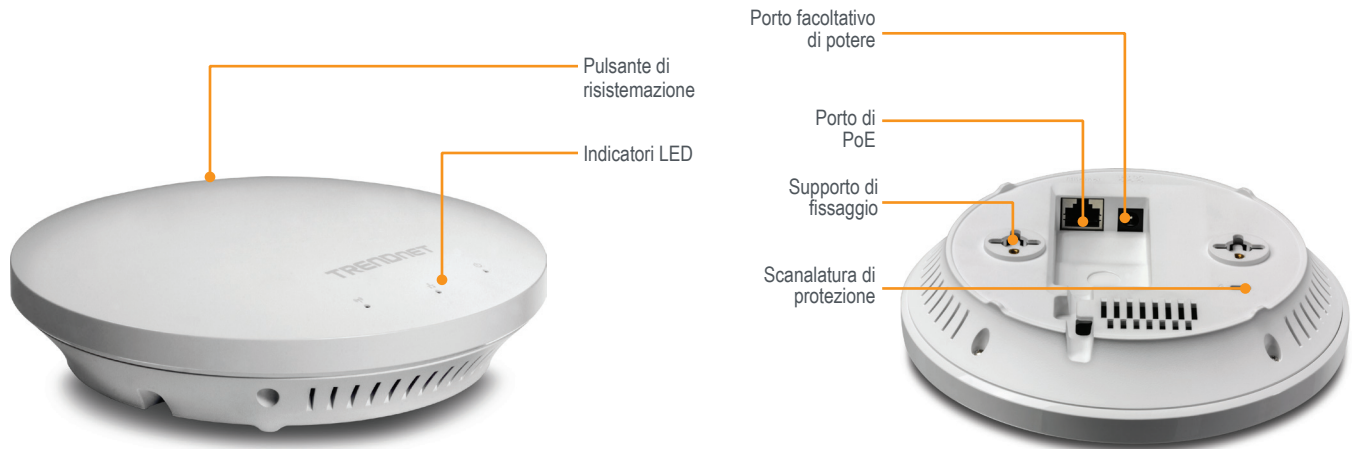 Pulsante di
risistemazione
Indicatori LED
TRENDNET
Porto facoltativo
di potere
Porto di
PoE
Supporto di
fissaggio
Scanalatura di
protezione